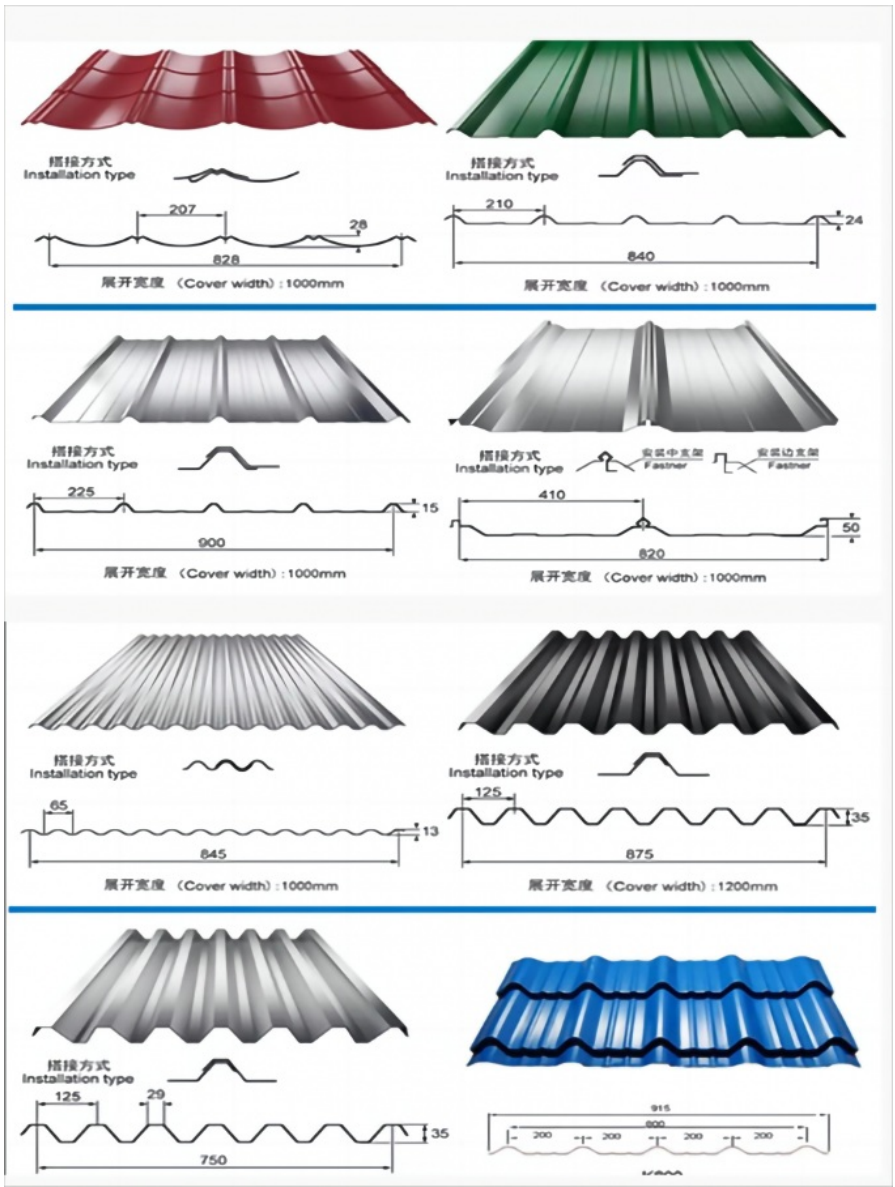 搭接方式
Installation type
207
28
828
展开宽度 (Cover width) : 1000mm
搭接方式
Installation type
210
24
840
展开宽度 (Cover width) : 1000mm
搭接方式
Installation type
225
15
900
展开宽度 (Cover width) : 1000mm
搭接方式
Installation type
安装中支架
Fastner
安装边支架
Fastner
410
50
820
展开宽度 (Cover width) : 1000mm
搭接方式
Installation type
65
13
845
展开宽度 (Cover width) : 1000mm
搭接方式
Installation type
125
35
875
展开宽度 (Cover width) : 1200mm
搭接方式
Installation type
125
29
35
750
915
800
200 200 200 200